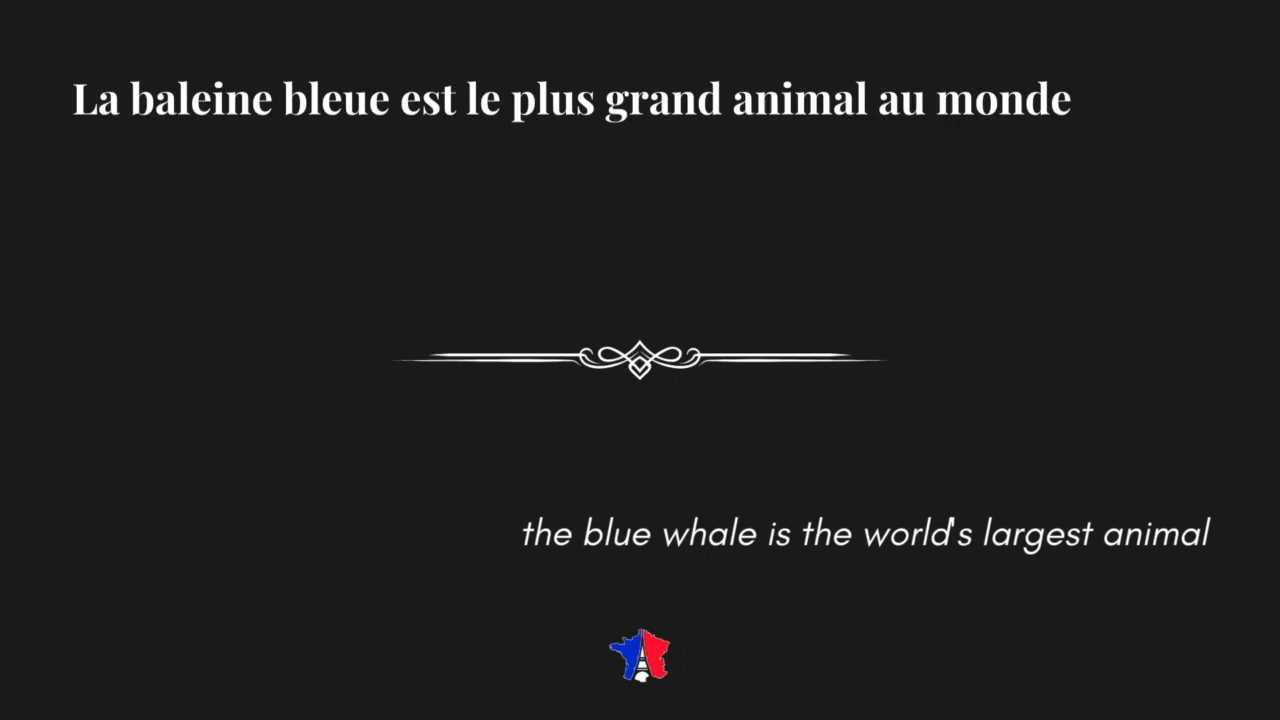 La baleine bleue est le plus grand animal au monde
the blue whale is the world's largest animal